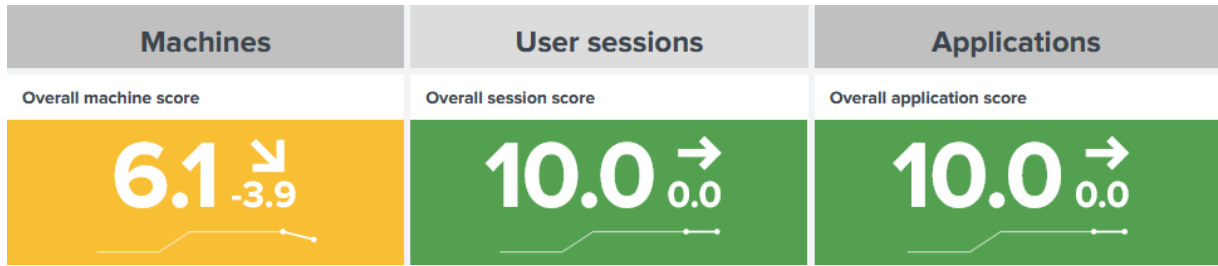 Machines
User sessions
Applications
Overall machine score
Overall session score
Overall application score
6.1 -3.9
10.0 0.0
10.0 0.0